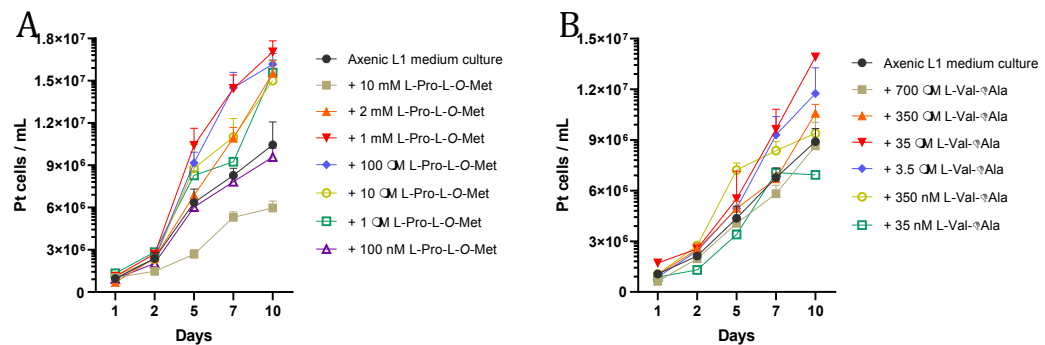 A
Pt cells / mL
1.8×10⁷
1.5×10⁷
1.2×10⁷
9×10⁶
6×10⁶
3×10⁶
0
1 2 5 7 10
Days
Axenic L1 medium culture
+ 10 mM L-Pro-L-O-Met
+ 2 mM L-Pro-L-O-Met
+ 1 mM L-Pro-L-O-Met
+ 100 ❍M L-Pro-L-O-Met
+ 10 ❍M L-Pro-L-O-Met
+ 1 ❍M L-Pro-L-O-Met
+ 100 nM L-Pro-L-O-Met
B
Pt cells / mL
1.5×10⁷
1.2×10⁷
9×10⁶
6×10⁶
3×10⁶
0
1 2 5 7 10
Days
Axenic L1 medium culture
+ 700 ❍M L-Val-Ala
+ 350 ❍M L-Val-Ala
+ 35 ❍M L-Val-Ala
+ 3.5 ❍M L-Val-Ala
+ 350 nM L-Val-Ala
+ 35 nM L-Val-Ala